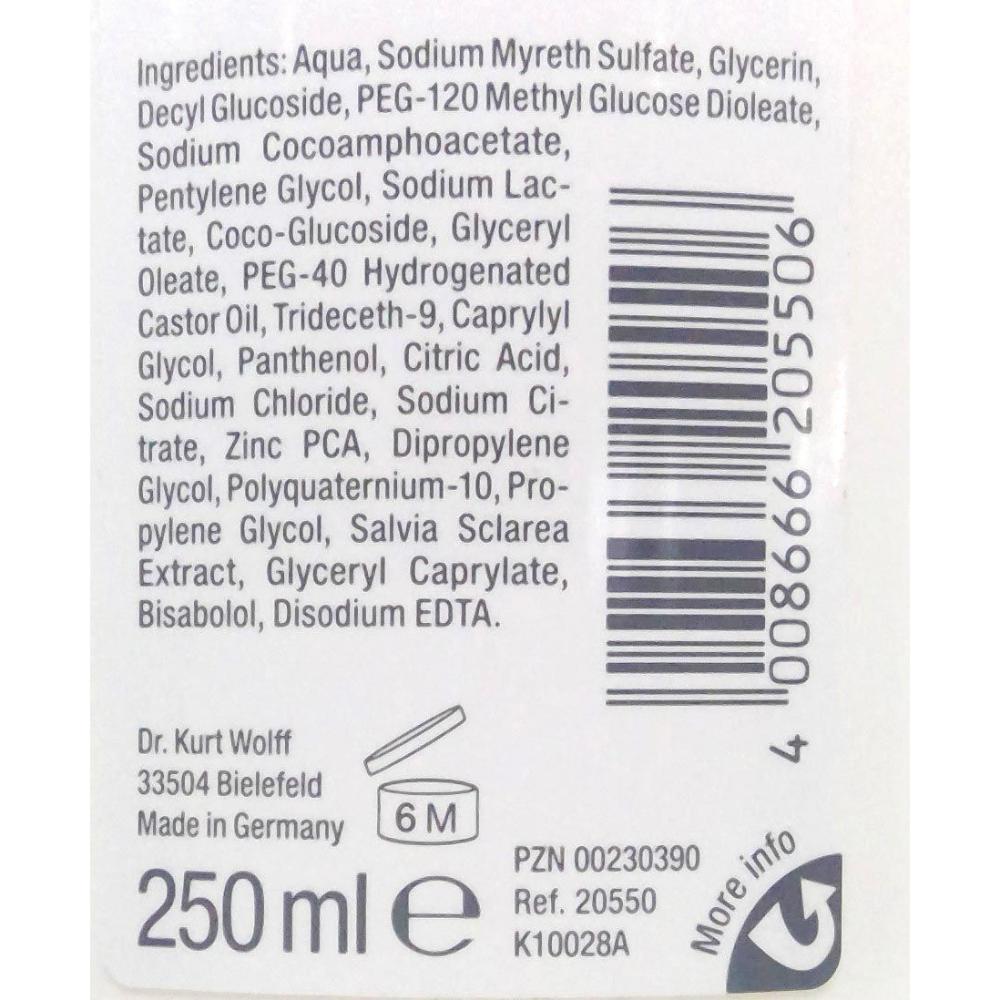 Ingredients: Aqua, Sodium Myreth Sulfate, Glycerin,
Decyl Glucoside, PEG-120 Methyl Glucose Dioleate,
Sodium Cocoamphoacetate,
Pentylene Glycol, Sodium Lac-
tate, Coco-Glucoside, Glyceryl
Oleate, PEG-40 Hydrogenated
Castor Oil, Trideceth-9, Caprylyl
Glycol, Panthenol, Citric Acid,
Sodium Chloride, Sodium Ci-
trate, Zinc PCA, Dipropylene
Glycol, Polyquaternium-10, Pro-
pylene Glycol, Salvia Sclarea
Extract, Glyceryl Caprylate,
Bisabolol, Disodium EDTA.
4 008666 205506
Dr. Kurt Wolff
33504 Bielefeld
Made in Germany
6 M
250 ml e
PZN 00230390
Ref. 20550
K10028A
More info